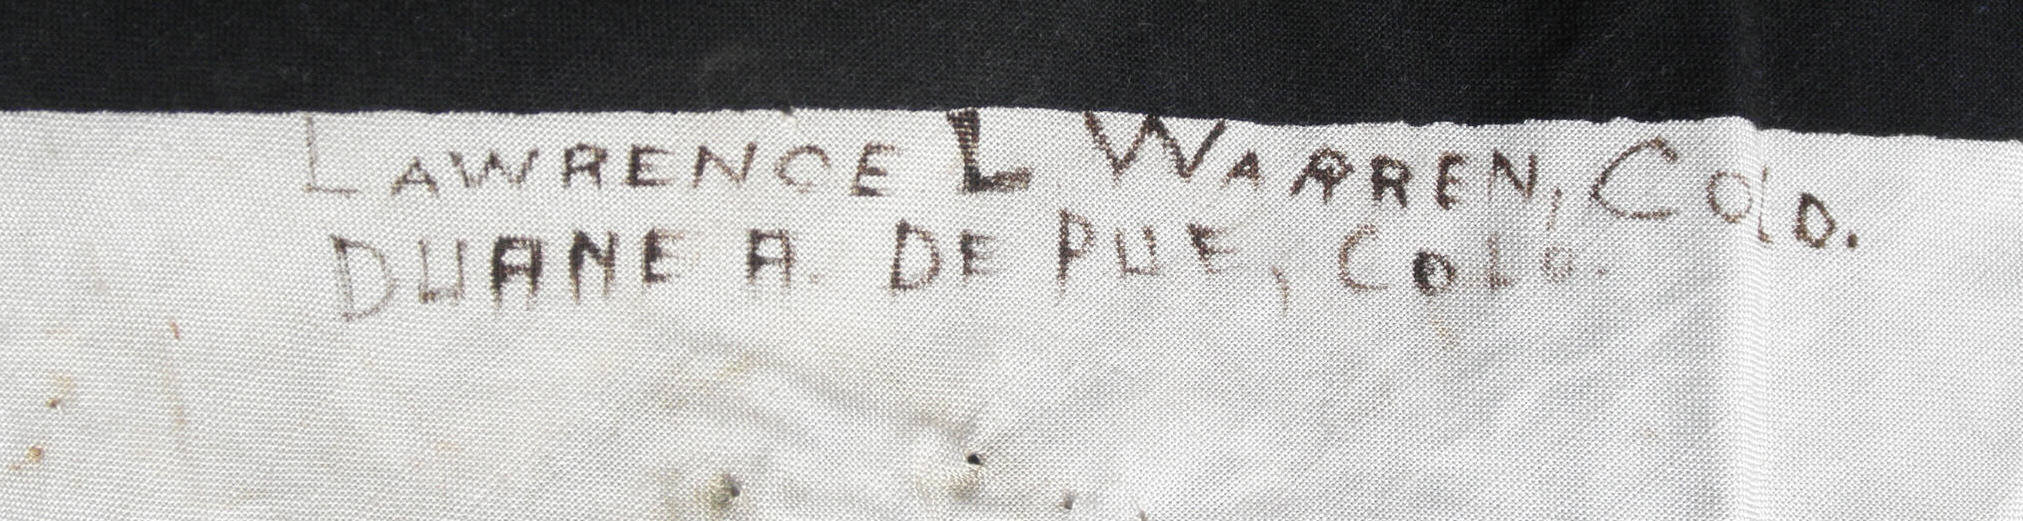 LAWRENCE L WARREN, COLO.
DUANE A. DE PUE, COLO.